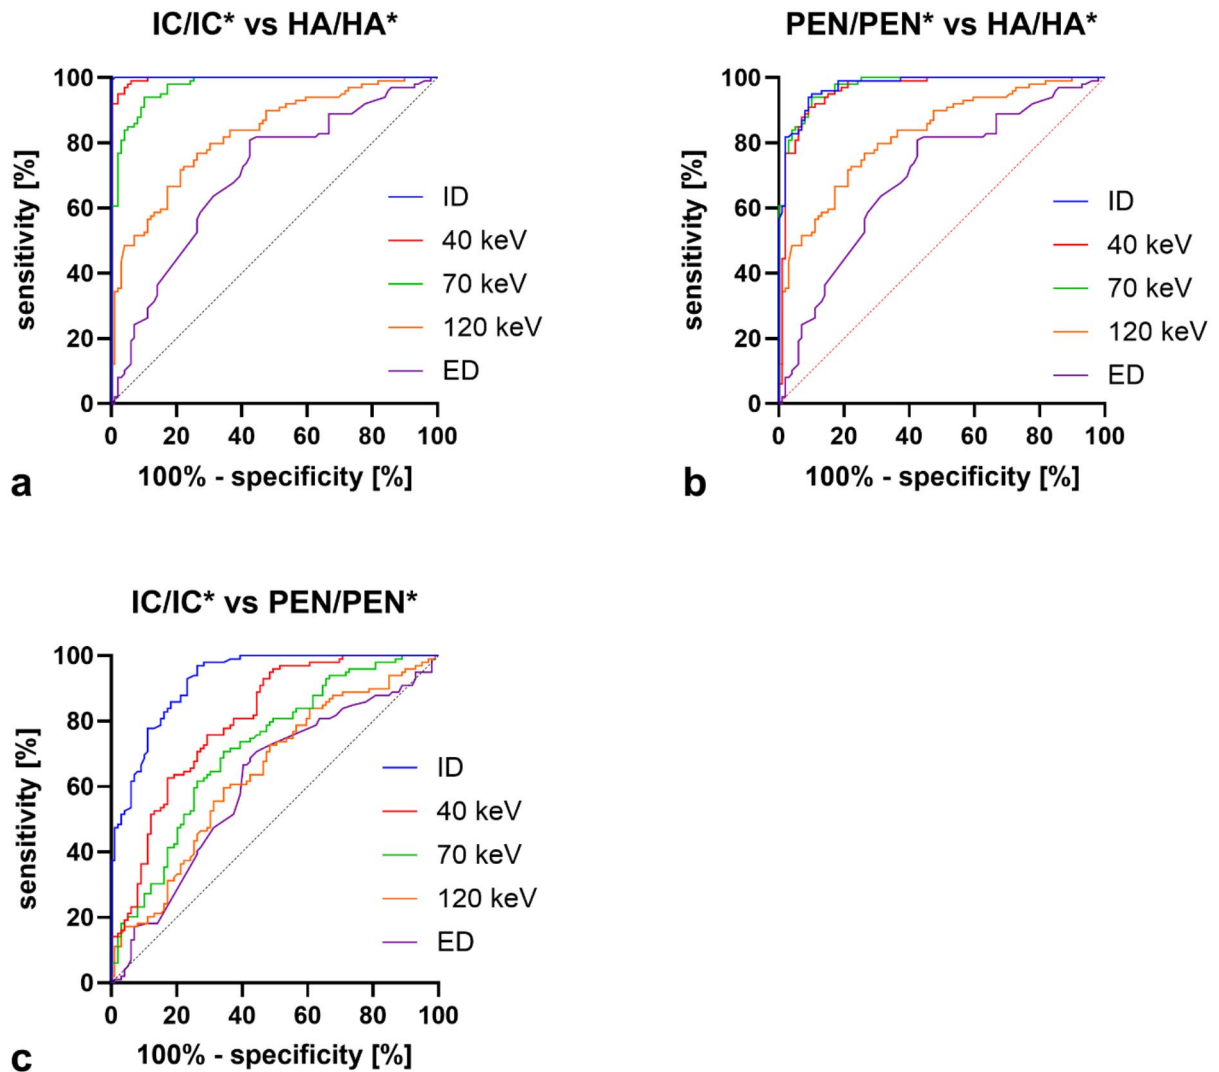 IC/IC* vs HA/HA*
100
80
60
40
20
0
sensitivity [%]
ID
40 keV
70 keV
120 keV
ED
0 20 40 60 80 100
100% - specificity [%]
a
PEN/PEN* vs HA/HA*
100
80
60
40
20
0
sensitivity [%]
ID
40 keV
70 keV
120 keV
ED
0 20 40 60 80 100
100% - specificity [%]
b
IC/IC* vs PEN/PEN*
100
80
60
40
20
0
sensitivity [%]
ID
40 keV
70 keV
120 keV
ED
0 20 40 60 80 100
100% - specificity [%]
c